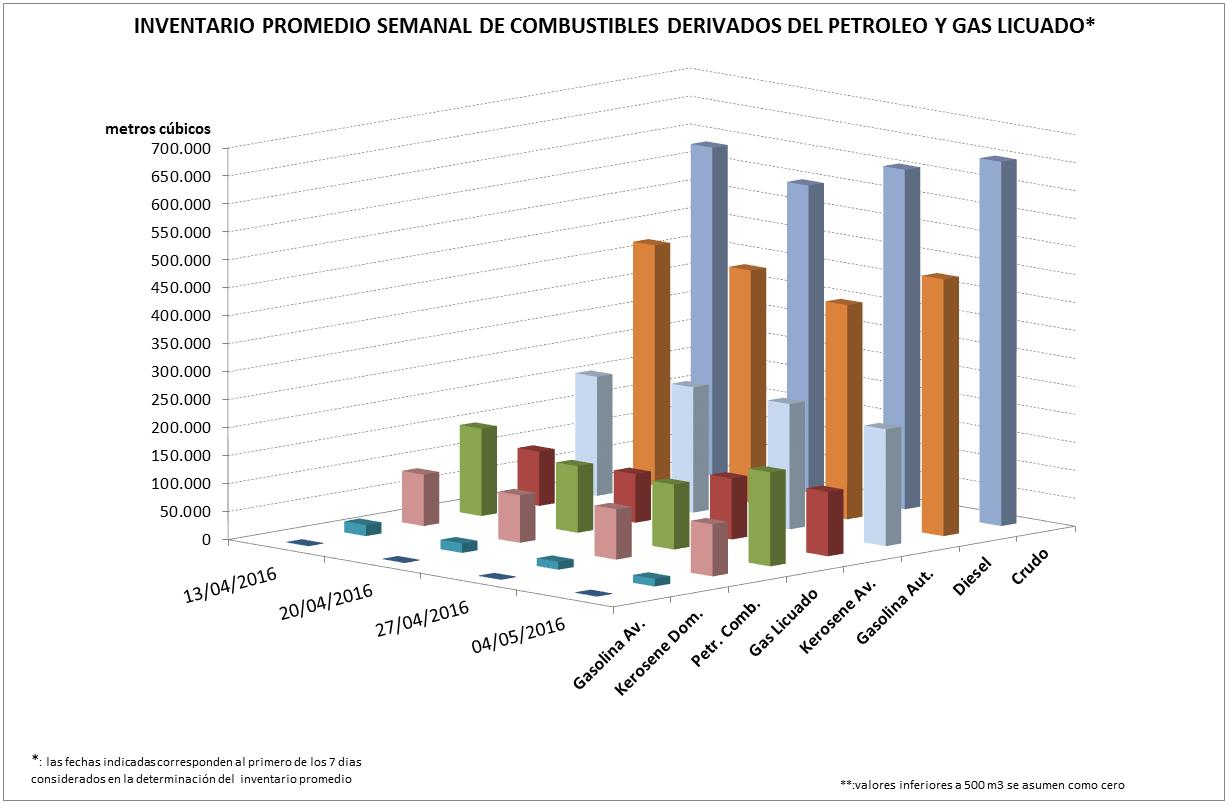 INVENTARIO PROMEDIO SEMANAL DE COMBUSTIBLES DERIVADOS DEL PETROLEO Y GAS LICUADO*
metros cúbicos
700.000
650.000
600.000
550.000
500.000
450.000
400.000
350.000
300.000
250.000
200.000
150.000
100.000
50.000
0
13/04/2016
20/04/2016
27/04/2016
04/05/2016
Gasolina Av.
Kerosene Dom.
Petr. Comb.
Gas Licuado
Kerosene Av.
Gasolina Aut.
Diesel
Crudo
*: las fechas indicadas corresponden al primero de los 7 dias
considerados en la determinación del inventario promedio
**:valores inferiores a 500 m3 se asumen como cero